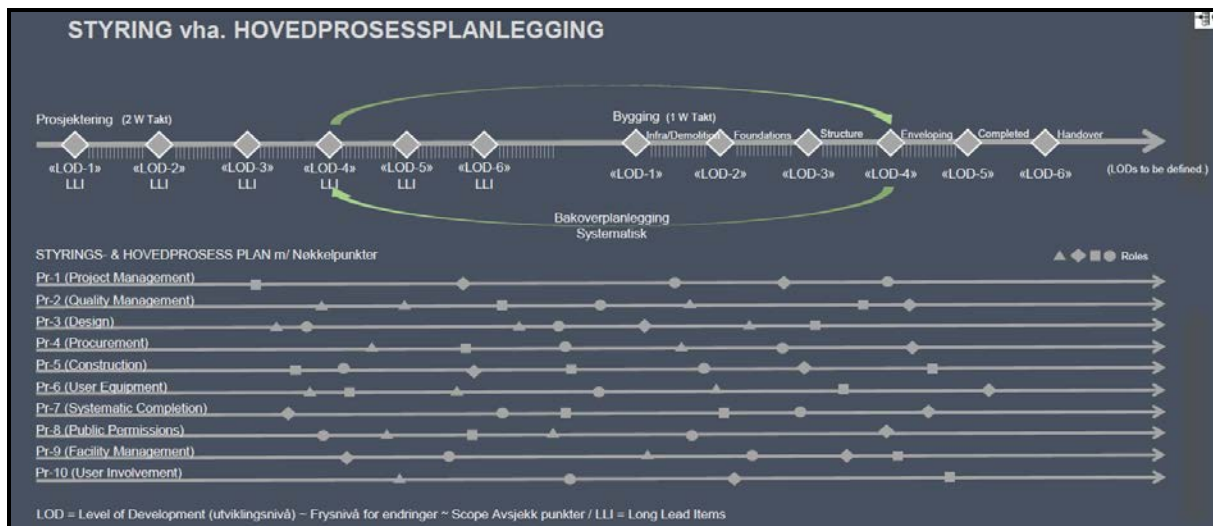 STYRING vha. HOVEDPROSESSPLANLEGGING
Prosjektering (2 W Takt)
Bygging (1 W Takt)
Infra/Demolition
Foundations
Structure
Enveloping
Completed
Handover
«LOD-1»
«LOD-2»
«LOD-3»
«LOD-4»
«LOD-5»
«LOD-6»
«LOD-1»
«LOD-2»
«LOD-3»
«LOD-4»
«LOD-5»
«LOD-6»
(LODs to be defined.)
LLI
LLI
LLI
LLI
LLI
LLI
Bakoverplanlegging
Systematisk
STYRINGS- & HOVEDPROSESS PLAN m/ Nøkkelpunkter
Roles
Pr-1 (Project Management)
Pr-2 (Quality Management)
Pr-3 (Design)
Pr-4 (Procurement)
Pr-5 (Construction)
Pr-6 (User Equipment)
Pr-7 (Systematic Completion)
Pr-8 (Public Permissions)
Pr-9 (Facility Management)
Pr-10 (User Involvement)
LOD = Level of Development (utviklingsnivå) ~ Frysnivå for endringer ~ Scope Avsjekk punkter / LLI = Long Lead Items